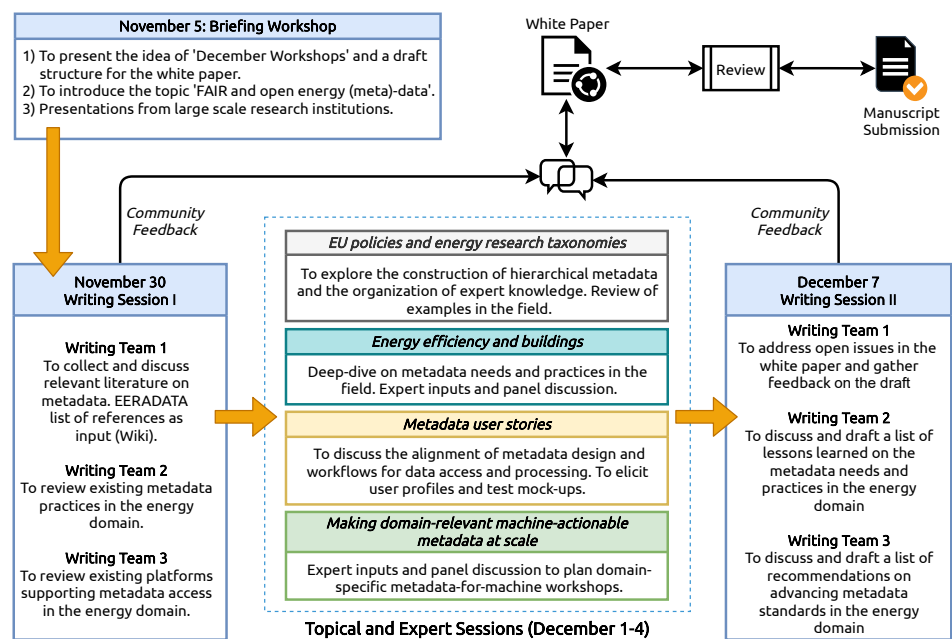 November 5: Briefing Workshop
1) To present the idea of 'December Workshops' and a draft
structure for the white paper.
2) To introduce the topic 'FAIR and open energy (meta)-data'.
3) Presentations from large scale research institutions.
White Paper
Review
Manuscript
Submission
Community
Feedback
Community
Feedback
November 30
Writing Session I
Writing Team 1
To collect and discuss
relevant literature on
metadata. EERADATA
list of references as
input (Wiki).
Writing Team 2
To review existing metadata
practices in the energy
domain.
Writing Team 3
To review existing platforms
supporting metadata access
in the energy domain.
EU policies and energy research taxonomies
To explore the construction of hierarchical metadata
and the organization of expert knowledge. Review of
examples in the field.
Energy efficiency and buildings
Deep-dive on metadata needs and practices in the
field. Expert inputs and panel discussion.
Metadata user stories
To discuss the alignment of metadata design and
workflows for data access and processing. To elicit
user profiles and test mock-ups.
Making domain-relevant machine-actionable
metadata at scale
Expert inputs and panel discussion to plan domain-
specific metadata-for-machine workshops.
Topical and Expert Sessions (December 1-4)
December 7
Writing Session II
Writing Team 1
To address open issues in the
white paper and gather
feedback on the draft
Writing Team 2
To discuss and draft a list of
lessons learned on the
metadata needs and
practices in the energy
domain
Writing Team 3
To discuss and draft a list of
recommendations on
advancing metadata
standards in the energy
domain